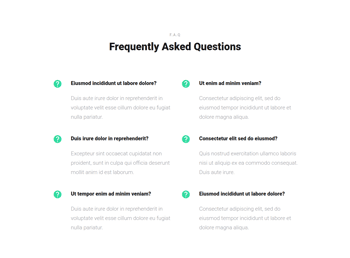 FAQ
Frequently Asked Questions
Eiusmod incididunt ut labore dolore?
Duis aute irure dolor in reprehenderit in
voluptate velit esse cillum dolore eu fugiat
nulla pariatur.
Ut enim ad minim veniam?
Consectetur adipiscing elit, sed do
eiusmod tempor incididunt ut labore et
dolore magna aliqua.
Duis irure dolor in reprehenderit?
Excepteur sint occaecat cupidatat non
proident, sunt in culpa qui officia deserunt
mollit anim id est laborum.
Consectetur elit sed do eiusmod?
Quis nostrud exercitation ullamco laboris
nisi ut aliquip ex ea commodo consequat.
Duis aute irure.
Ut tempor enim ad minim veniam?
Duis aute irure dolor in reprehenderit in
voluptate velit esse cillum dolore eu fugiat
nulla pariatur.
Eiusmod incididunt ut labore dolore?
Consectetur adipiscing elit, sed do
eiusmod tempor incididunt ut labore et
dolore magna aliqua.